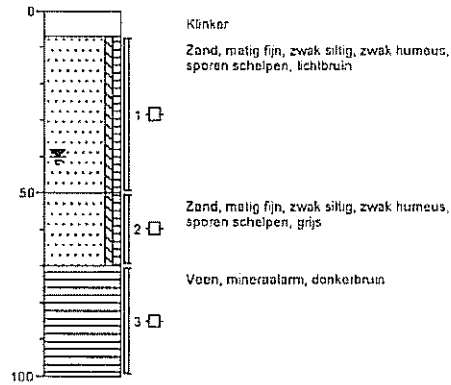 0
Klinker
Zand, matig fijn, zwak siltig, zwak humeus,
sporen schelpen, lichtbruin
1
50
Zand, matig fijn, zwak siltig, zwak humeus,
sporen schelpen, grijs
2
Veen, mineraalarm, donkerbruin
3
100